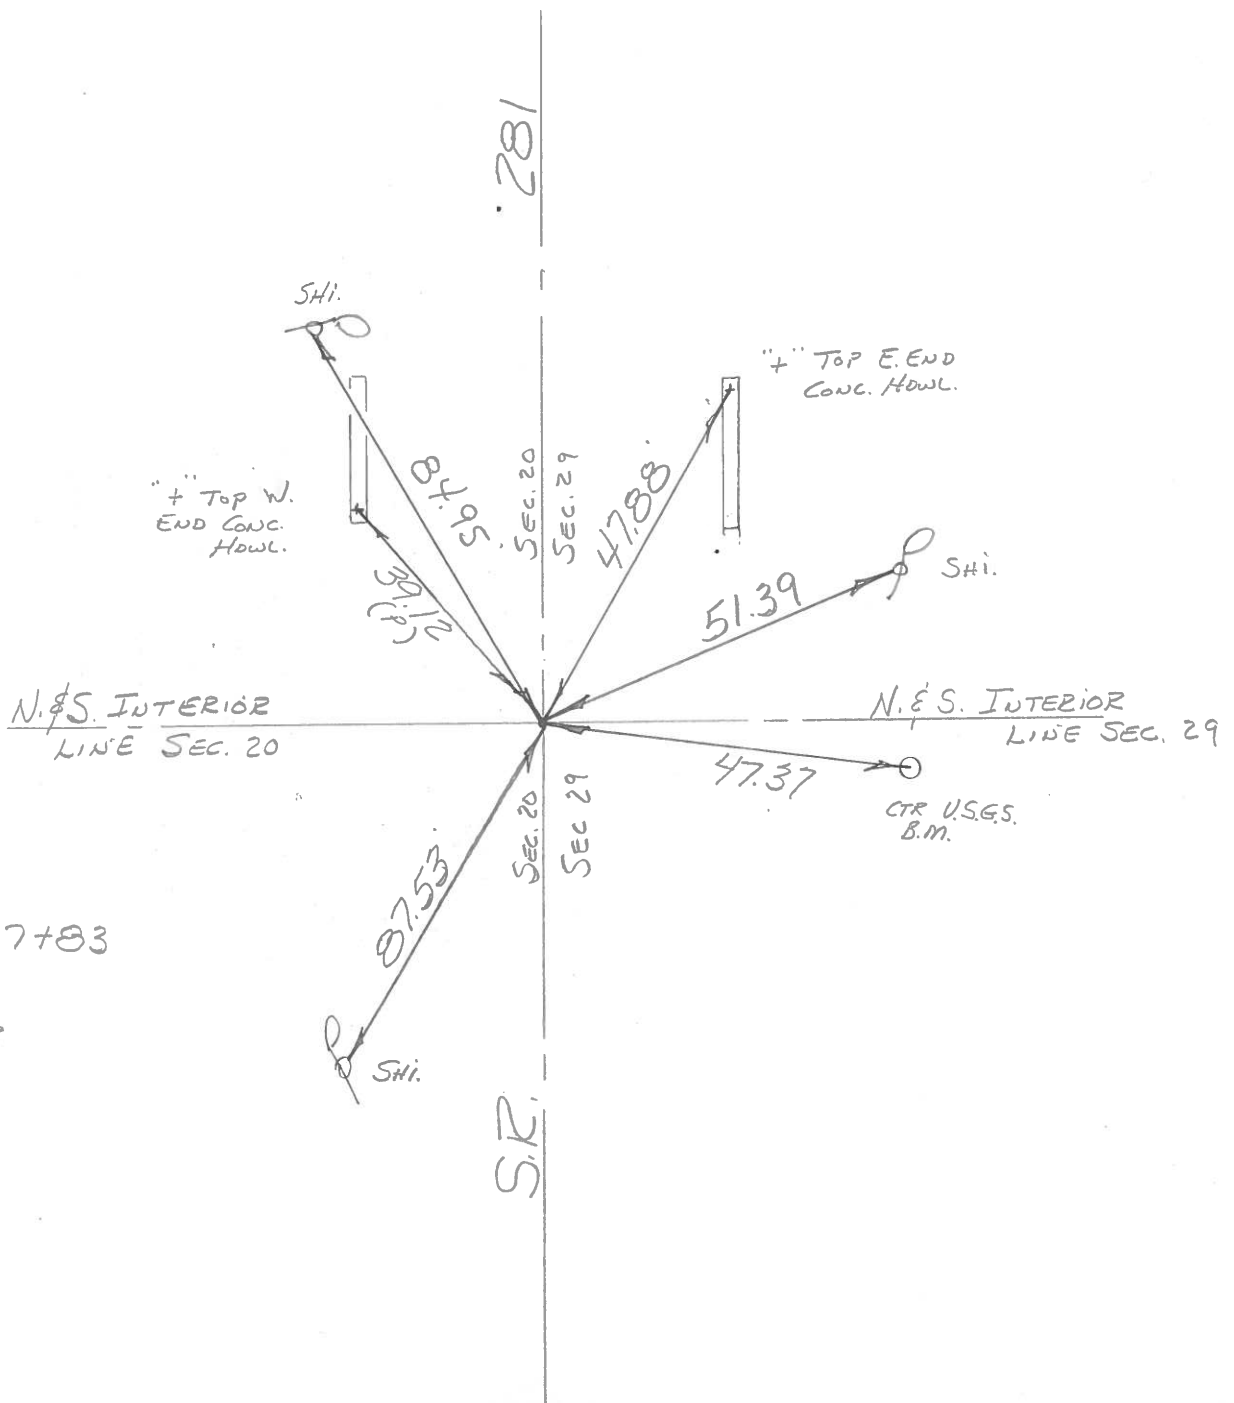 281
SHI.
"+" TOP E. END
CONC. HDWL.
"+" TOP W.
END CONC.
HDWL.
84.95
SEC. 20
SEC. 29
47.88
39.12
51.39
SHI.
N. & S. INTERIOR
LINE SEC. 20
N. & S. INTERIOR
LINE SEC. 29
47.37
CTR U.S.G.S.
B.M.
SEC. 20
SEC 29
87.53
7+83
SHI.
S.R.